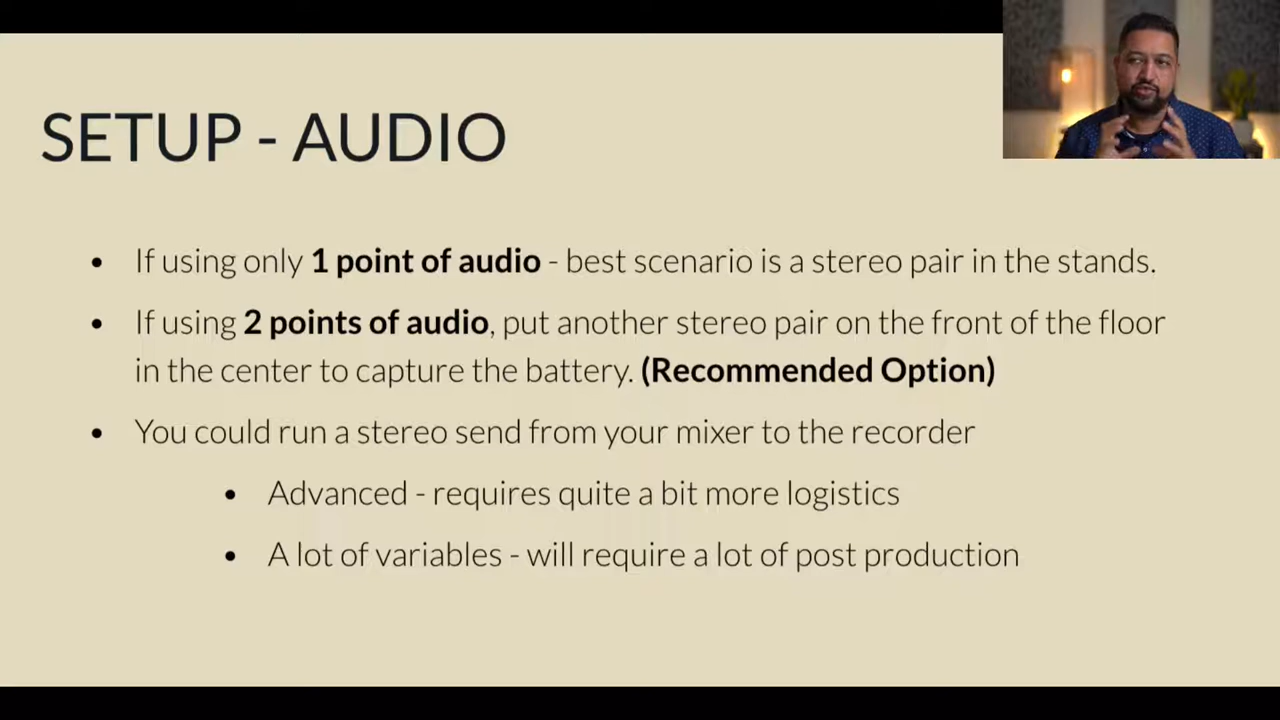 SETUP - AUDIO
• If using only 1 point of audio - best scenario is a stereo pair in the stands.
• If using 2 points of audio, put another stereo pair on the front of the floor
in the center to capture the battery. (Recommended Option)
• You could run a stereo send from your mixer to the recorder
• Advanced - requires quite a bit more logistics
• A lot of variables - will require a lot of post production